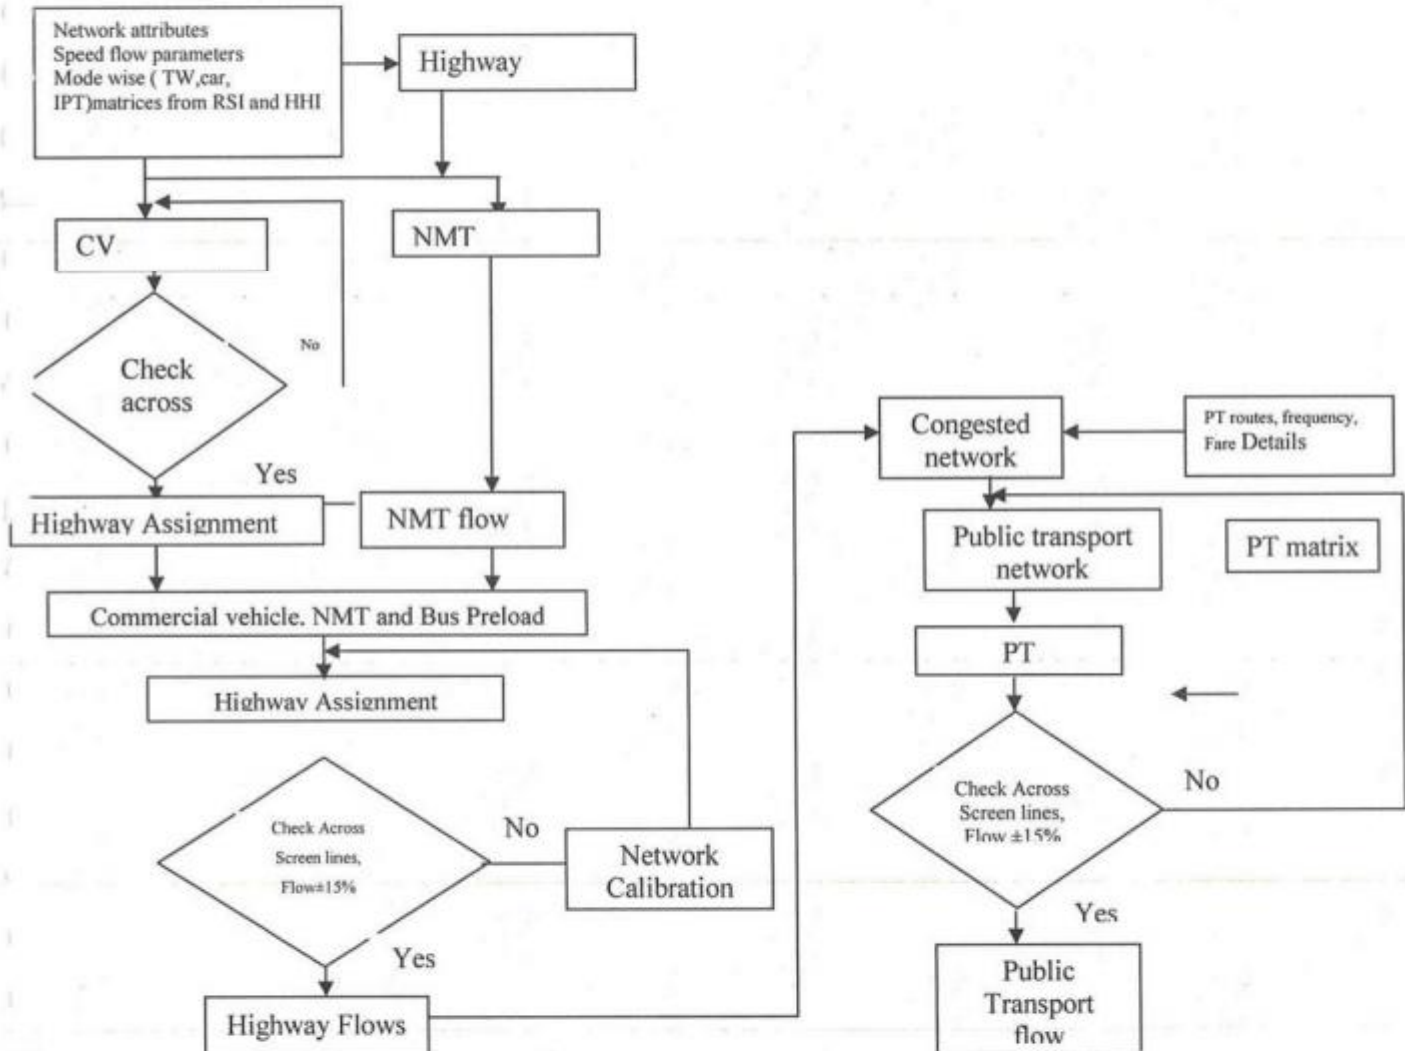 Network attributes
Speed flow parameters
Mode wise ( TW,car,
IPT)matrices from RSI and HHI
Highway
CV
NMT
No
Check
across
Yes
Highway Assignment
NMT flow
Commercial vehicle. NMT and Bus Preload
Highway Assignment
Check Across
Screen lines,
Flow±15%
No
Network
Calibration
Yes
Highway Flows
Congested
network
PT routes, frequency,
Fare Details
Public transport
network
PT matrix
PT
Check Across
Screen lines,
Flow ±15%
No
Yes
Public
Transport
flow